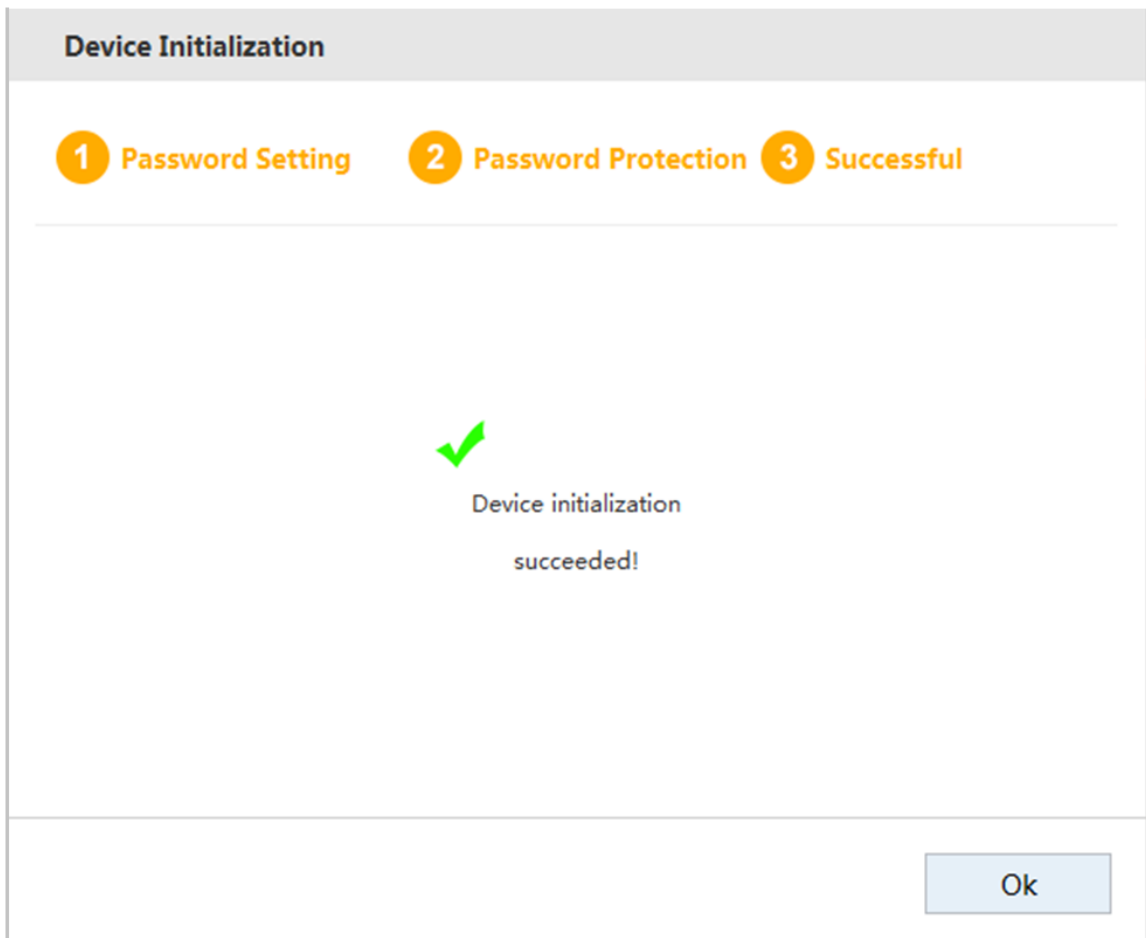 Device Initialization
1 Password Setting 2 Password Protection 3 Successful
Device initialization
succeeded!
Ok